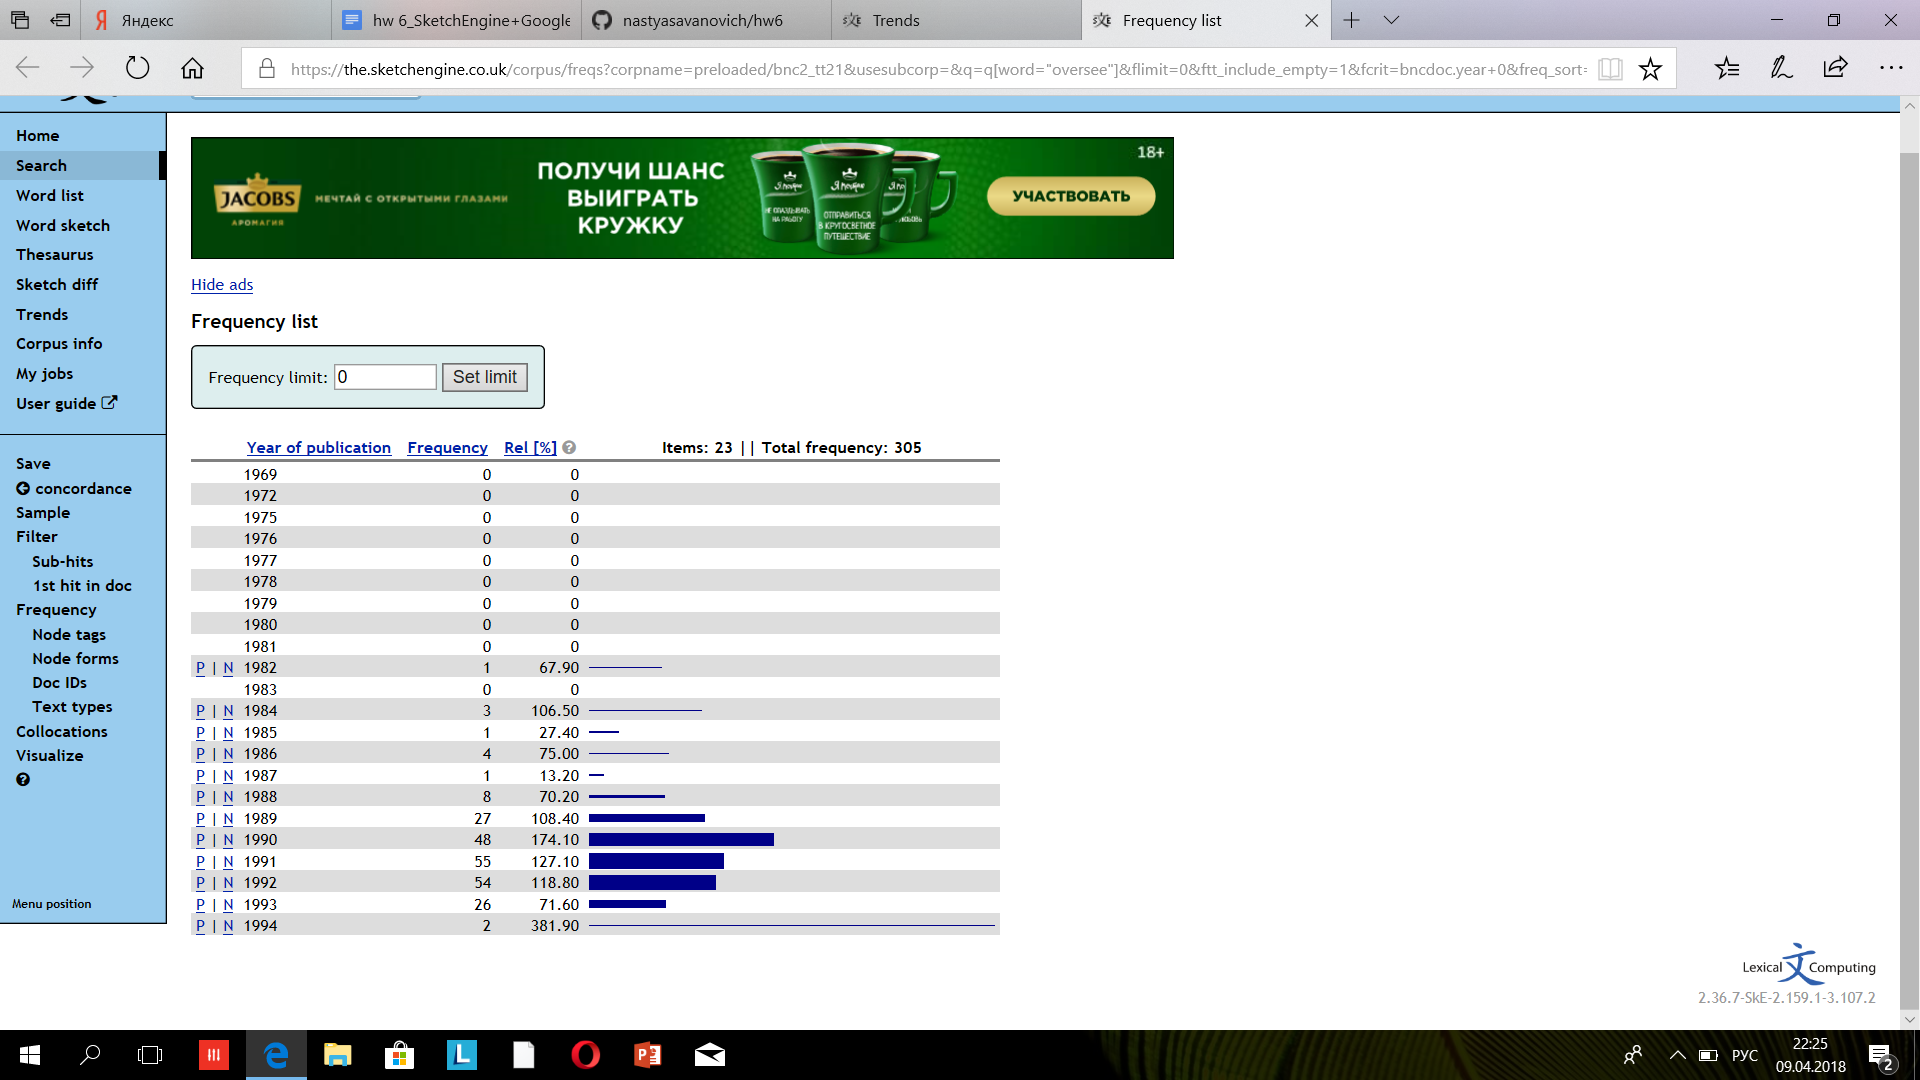 Яндекс
hw 6_SketchEngine+Google
nastyasavanovich/hw6
Trends
Frequency list
https://the.sketchengine.co.uk/corpus/freqs?corpname=preloaded/bnc2_tt21&usesubcorp=&q=q[word="oversee"]&flimit=0&ftt_include_empty=1&fcrit=bncdoc.year+0&freq_sort=
Home
Search
Word list
Word sketch
Thesaurus
Sketch diff
Trends
Corpus info
My jobs
User guide
Save
concordance
Sample
Filter
Sub-hits
1st hit in doc
Frequency
Node tags
Node forms
Doc IDs
Text types
Collocations
Visualize
Menu position
JACOBS
АРОМАГИЯ
МЕЧТАЙ С ОТКРЫТЫМИ ГЛАЗАМИ
ПОЛУЧИ ШАНС
ВЫИГРАТЬ
КРУЖКУ
НЕ ОПАЗДЫВАТЬ
НА РАБОТУ
ОТПРАВИТЬСЯ
В КРУГОСВЕТНОЕ
ПУТЕШЕСТВИЕ
УЧАСТВОВАТЬ
18+
Hide ads
Frequency list
Frequency limit: 0 Set limit
Year of publication Frequency Rel [%] Items: 23 | | Total frequency: 305
1969 0 0
1972 0 0
1975 0 0
1976 0 0
1977 0 0
1978 0 0
1979 0 0
1980 0 0
1981 0 0
P | N 1982 1 67.90
1983 0 0
P | N 1984 3 106.50
P | N 1985 1 27.40
P | N 1986 4 75.00
P | N 1987 1 13.20
P | N 1988 8 70.20
P | N 1989 27 108.40
P | N 1990 48 174.10
P | N 1991 55 127.10
P | N 1992 54 118.80
P | N 1993 26 71.60
P | N 1994 2 381.90
Lexical Computing
2.36.7-SkE-2.159.1-3.107.2
РУС
22:25
09.04.2018
2